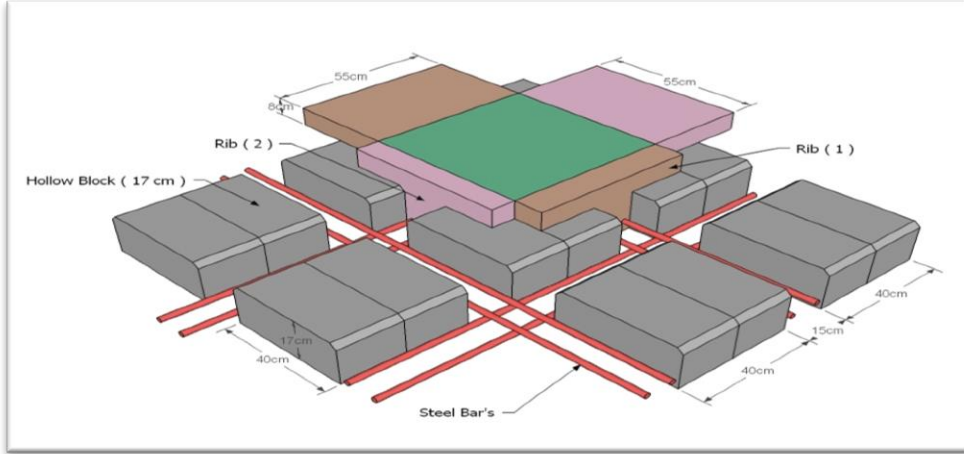 55cm
55cm
8cm
Rib ( 2 )
Rib ( 1 )
Hollow Block ( 17 cm )
17cm
40cm
40cm
15cm
40cm
Steel Bar's